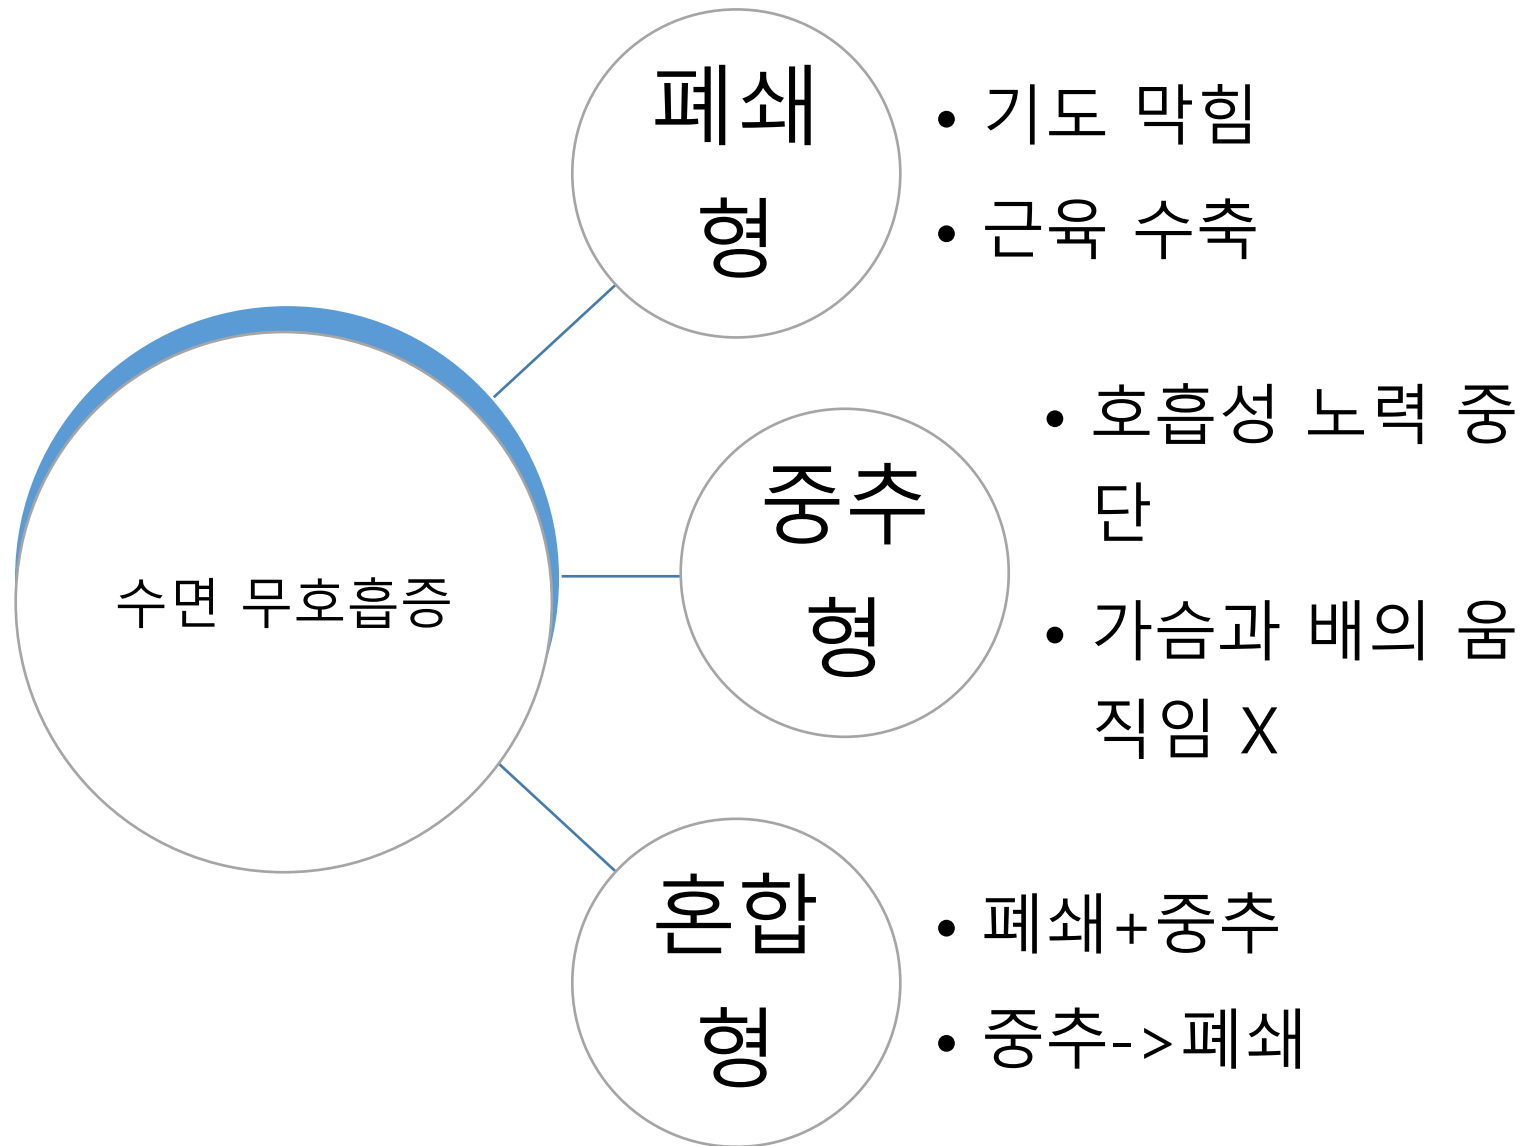 수면 무호흡증
폐쇄
형
• 기도 막힘
• 근육 수축
중추
형
• 호흡성 노력 중
단
• 가슴과 배의 움
직임 X
혼합
형
• 폐쇄+중추
• 중추->폐쇄